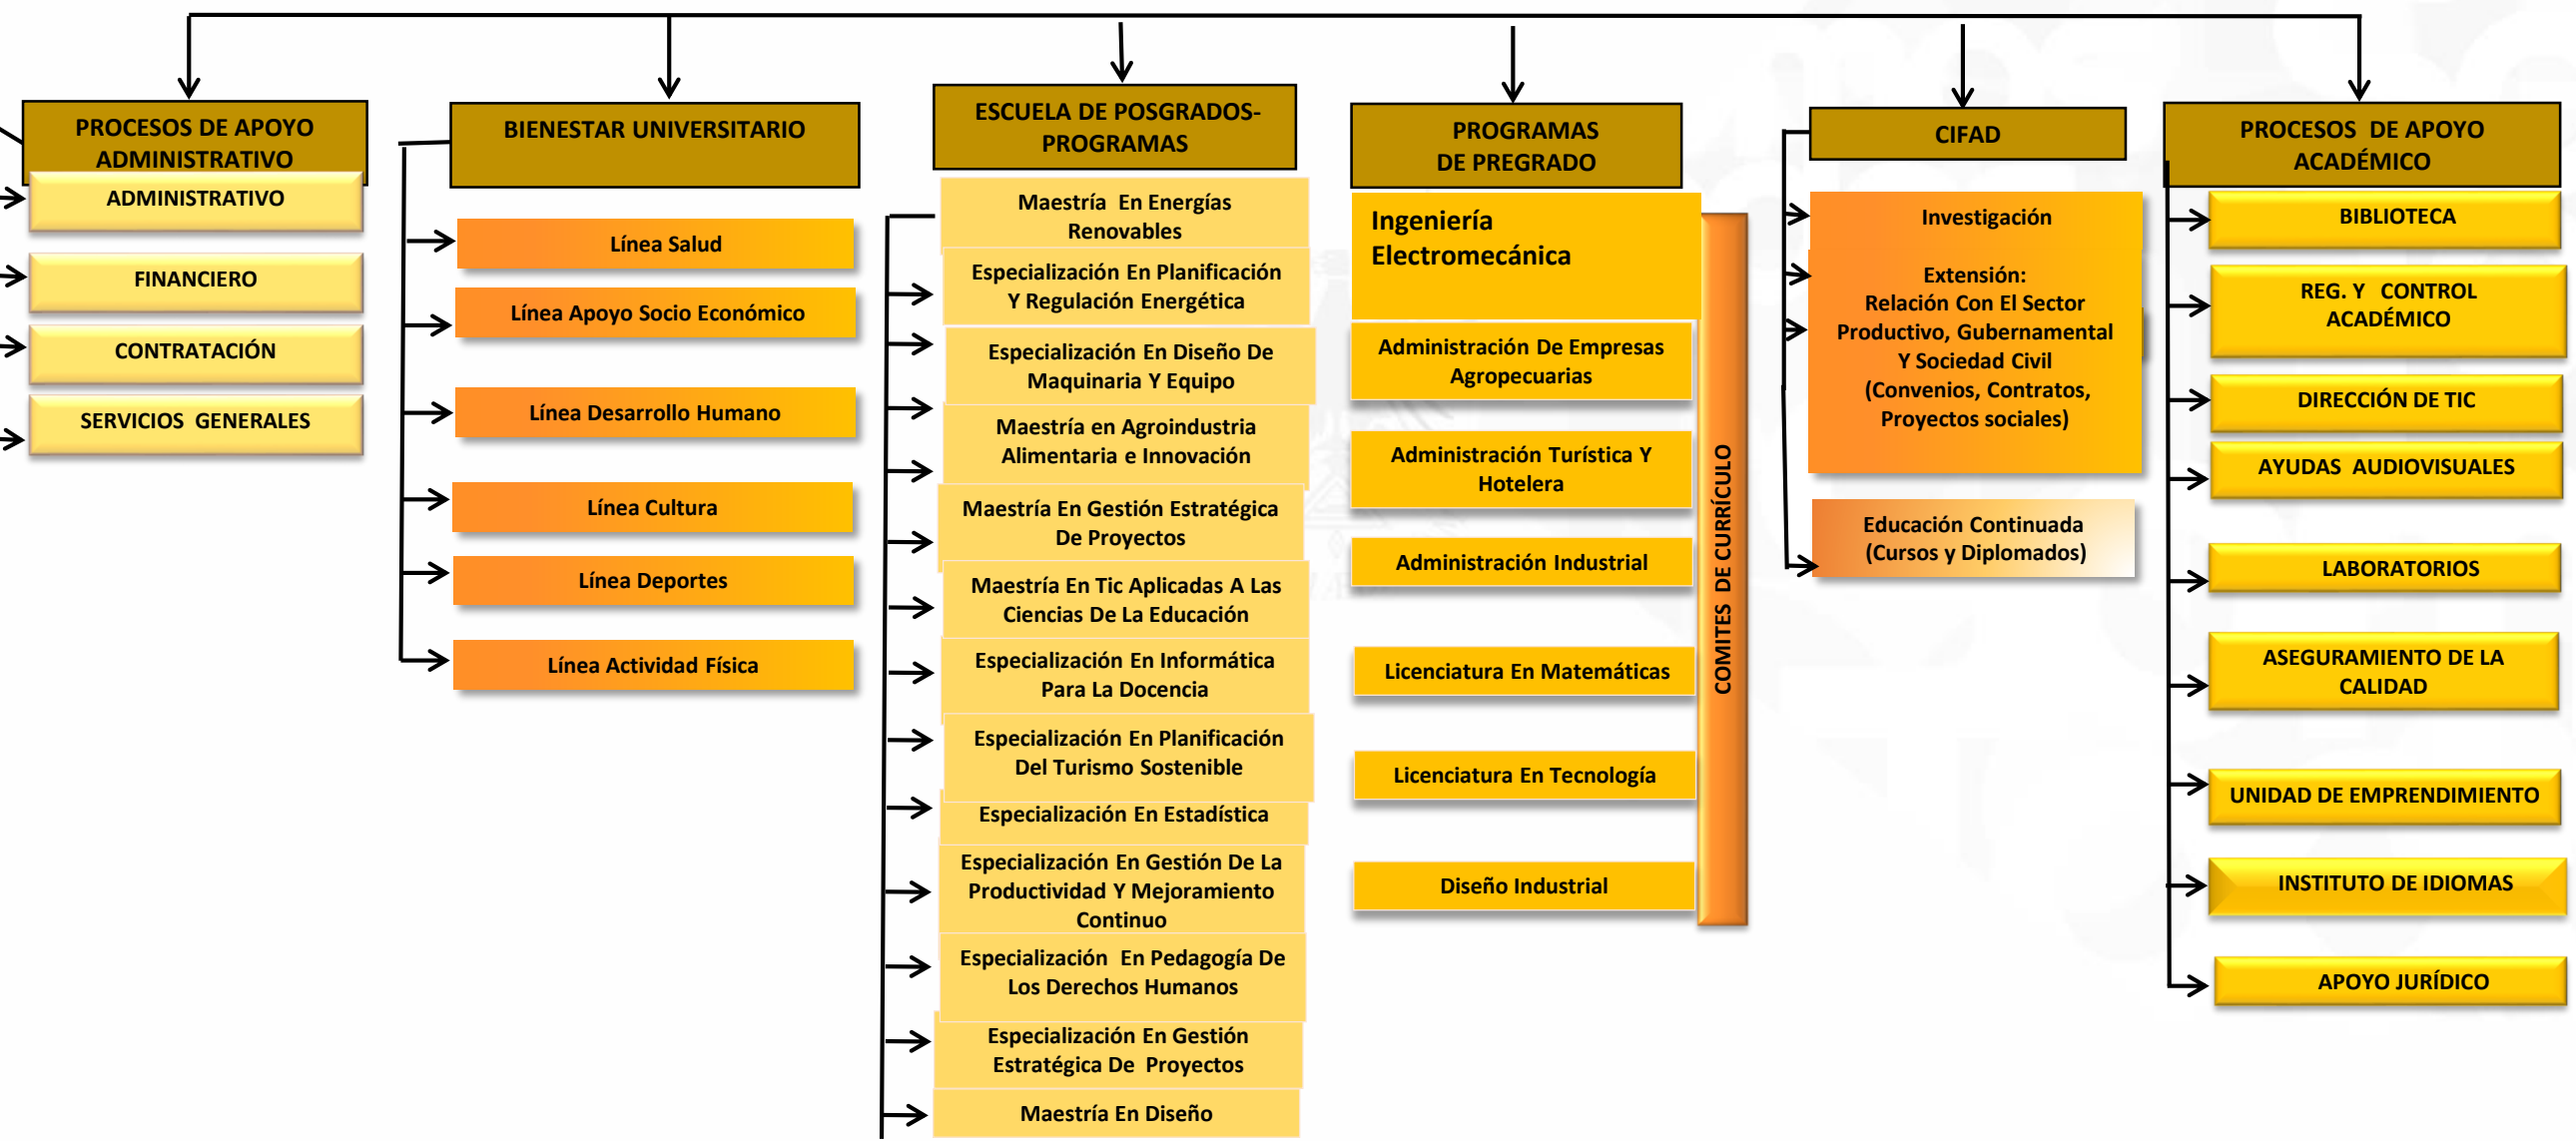 PROCESOS DE APOYO
ADMINISTRATIVO
ADMINISTRATIVO
FINANCIERO
CONTRATACIÓN
SERVICIOS GENERALES
BIENESTAR UNIVERSITARIO
Línea Salud
Línea Apoyo Socio Económico
Línea Desarrollo Humano
Línea Cultura
Línea Deportes
Línea Actividad Física
ESCUELA DE POSGRADOS-
PROGRAMAS
Maestría En Energías
Renovables
Especialización En Planificación
Y Regulación Energética
Especialización En Diseño De
Maquinaria Y Equipo
Maestría en Agroindustria
Alimentaria e Innovación
Maestría En Gestión Estratégica
De Proyectos
Maestría En Tic Aplicadas A Las
Ciencias De La Educación
Especialización En Informática
Para La Docencia
Especialización En Planificación
Del Turismo Sostenible
Especialización En Estadística
Especialización En Gestión De La
Productividad Y Mejoramiento
Continuo
Especialización En Pedagogía De
Los Derechos Humanos
Especialización En Gestión
Estratégica De Proyectos
Maestría En Diseño
PROGRAMAS
DE PREGRADO
Ingeniería
Electromecánica
Administración De Empresas
Agropecuarias
Administración Turística Y
Hotelera
Administración Industrial
Licenciatura En Matemáticas
Licenciatura En Tecnología
Diseño Industrial
COMITES DE CURRÍCULO
CIFAD
Investigación
Extensión:
Relación Con El Sector
Productivo, Gubernamental
Y Sociedad Civil
(Convenios, Contratos,
Proyectos sociales)
Educación Continuada
(Cursos y Diplomados)
PROCESOS DE APOYO
ACADÉMICO
BIBLIOTECA
REG. Y CONTROL
ACADÉMICO
DIRECCIÓN DE TIC
AYUDAS AUDIOVISUALES
LABORATORIOS
ASEGURAMIENTO DE LA
CALIDAD
UNIDAD DE EMPRENDIMIENTO
INSTITUTO DE IDIOMAS
APOYO JURÍDICO